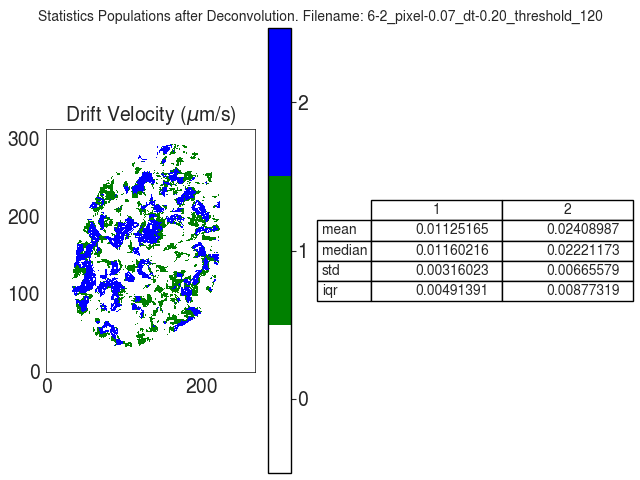 Statistics Populations after Deconvolution. Filename: 6-2_pixel-0.07_dt-0.20_threshold_120
Drift Velocity (μm/s)
300
200
100
0
0 200
2
1
0
1 2
mean 0.01125165 0.02408987
median 0.01160216 0.02221173
std 0.00316023 0.00665579
iqr 0.00491391 0.00877319